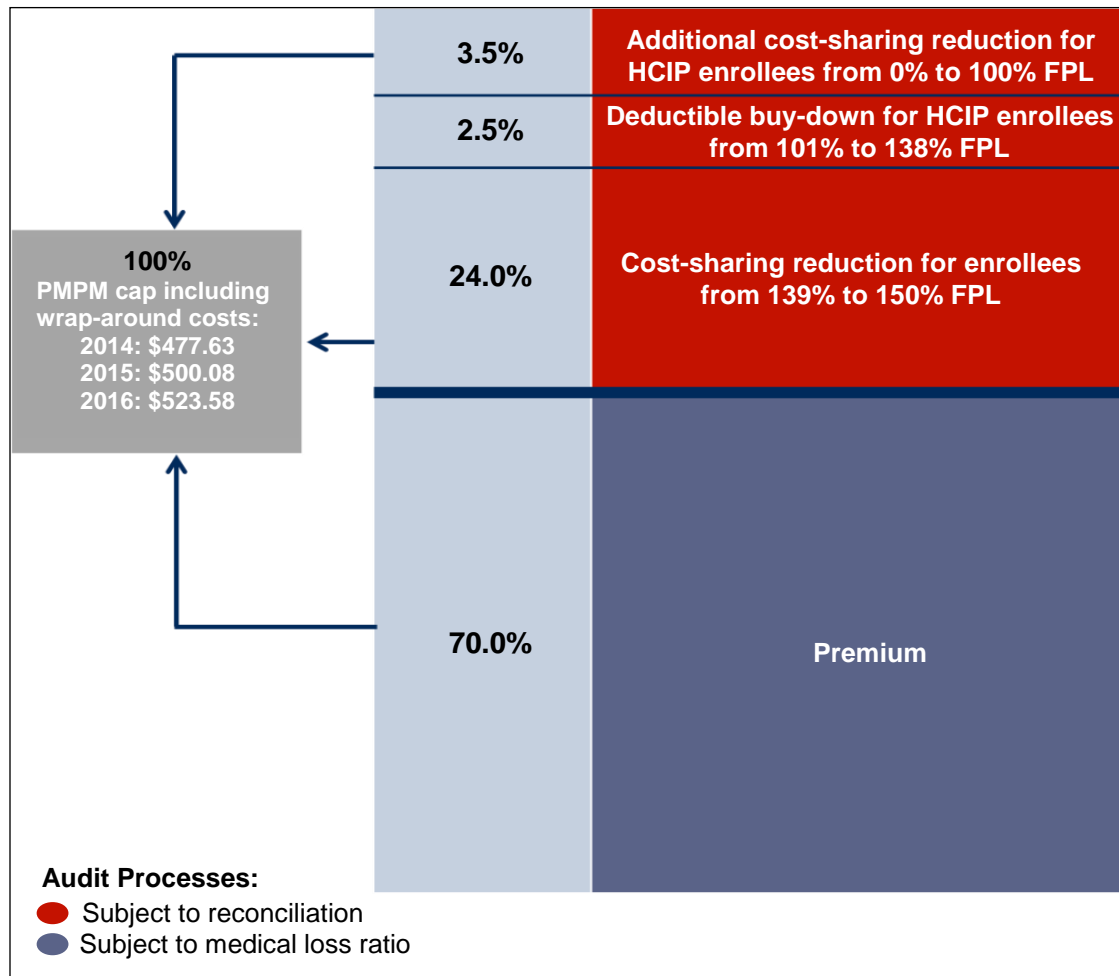 3.5%
Additional cost-sharing reduction for
HCIP enrollees from 0% to 100% FPL
2.5%
Deductible buy-down for HCIP enrollees
from 101% to 138% FPL
100%
PMPM cap including
wrap-around costs:
2014: $477.63
2015: $500.08
2016: $523.58
24.0%
Cost-sharing reduction for enrollees
from 139% to 150% FPL
70.0%
Premium
Audit Processes:
Subject to reconciliation
Subject to medical loss ratio